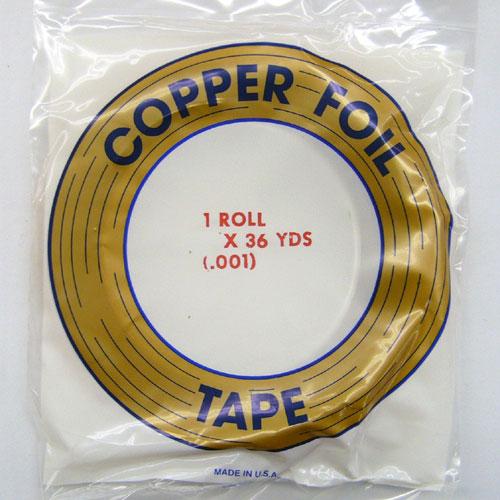 COPPER FOIL
1 ROLL
X 36 YDS
(.001)
TAPE
MADE IN U.S.A.